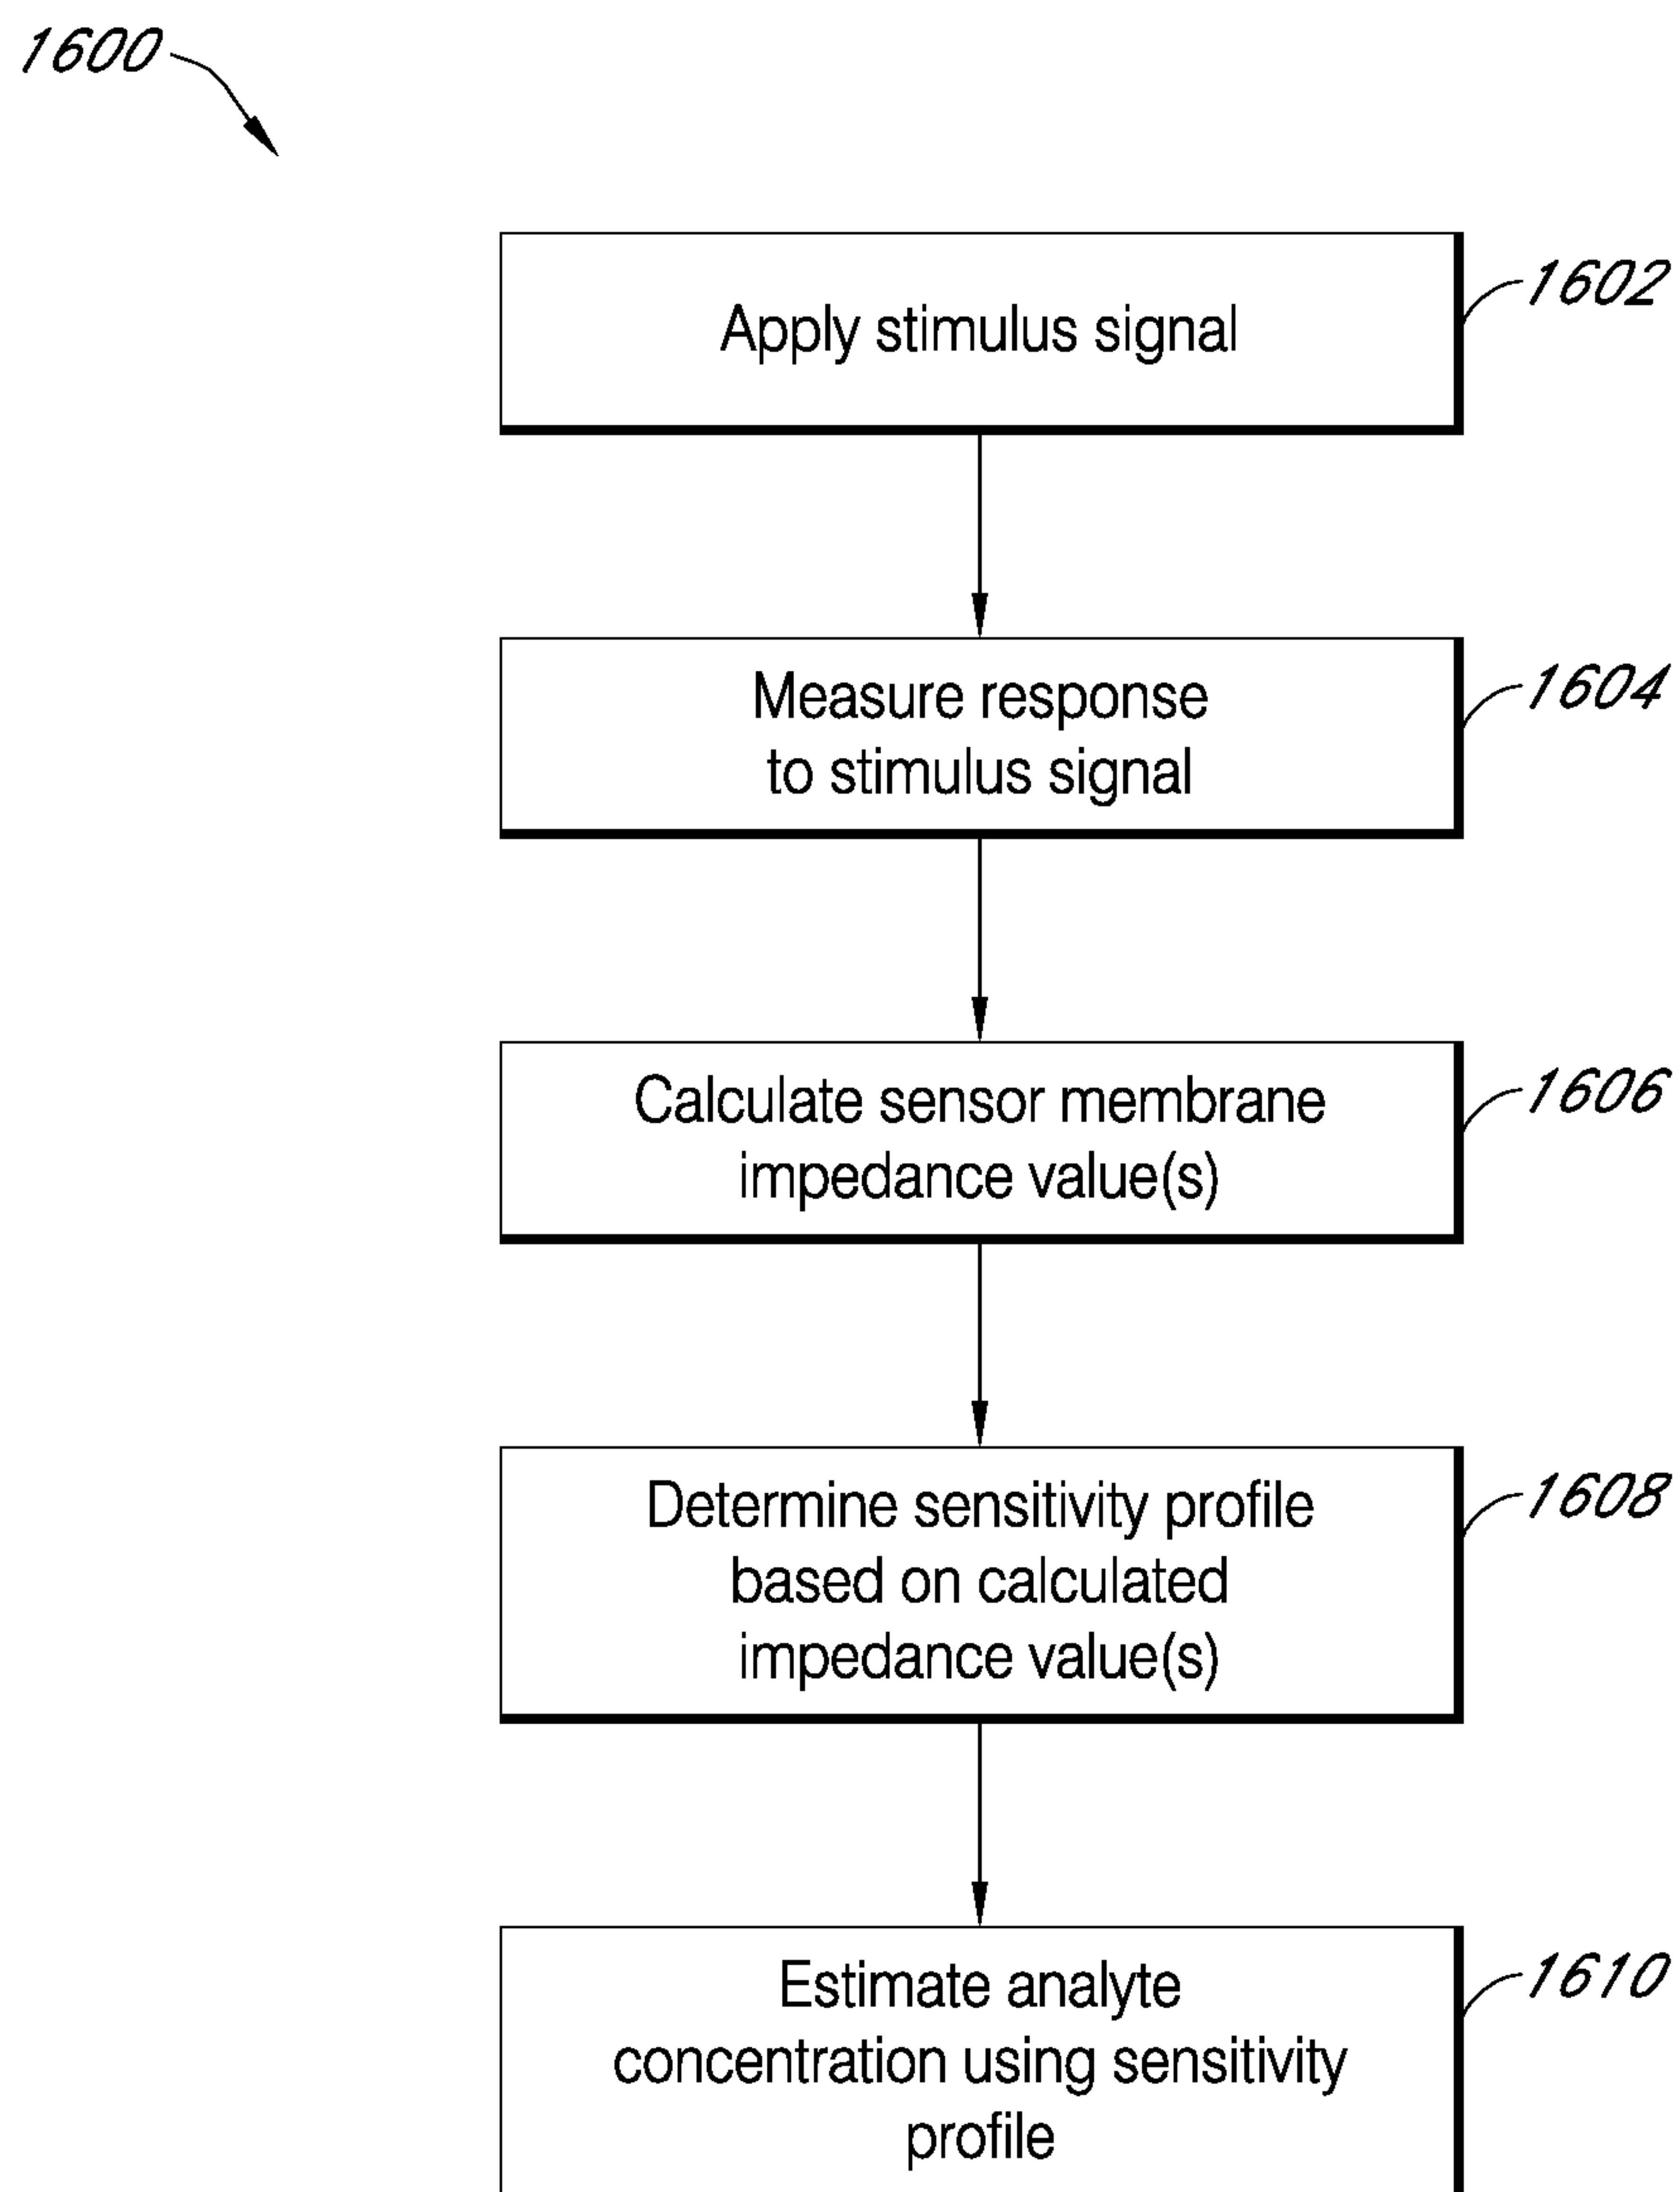 1600
Apply stimulus signal
1602
Measure response
to stimulus signal
1604
Calculate sensor membrane
impedance value(s)
1606
Determine sensitivity profile
based on calculated
impedance value(s)
1608
Estimate analyte
concentration using sensitivity
profile
1610